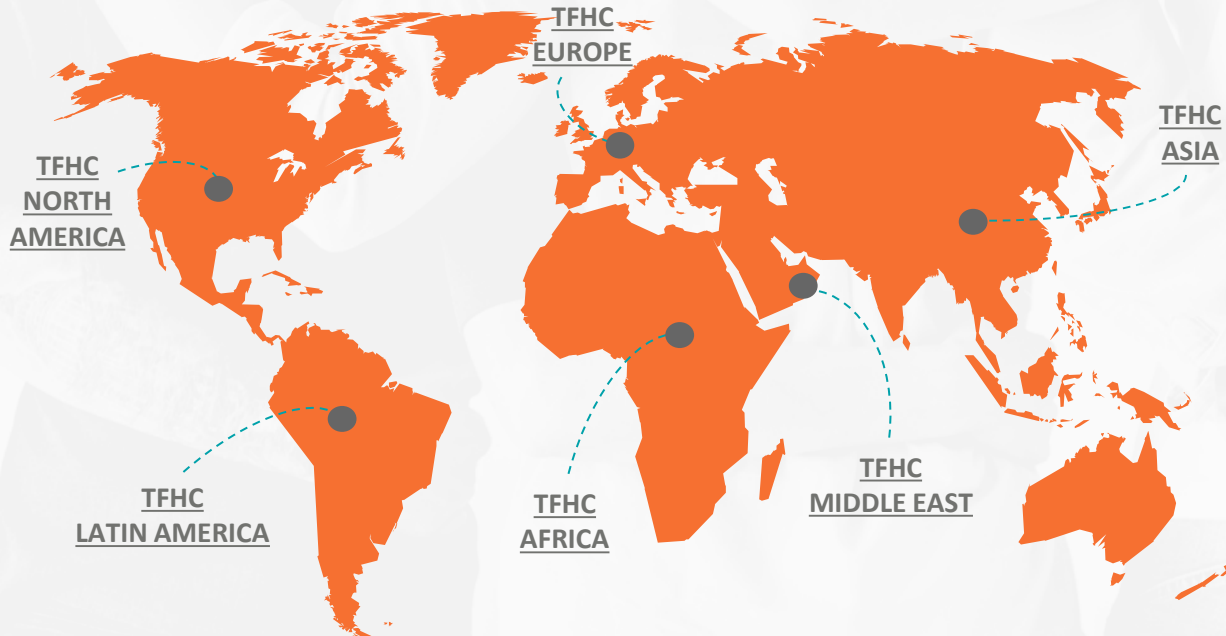 TFHC
EUROPE
TFHC
ASIA
TFHC
NORTH
AMERICA
TFHC
LATIN AMERICA
TFHC
AFRICA
TFHC
MIDDLE EAST